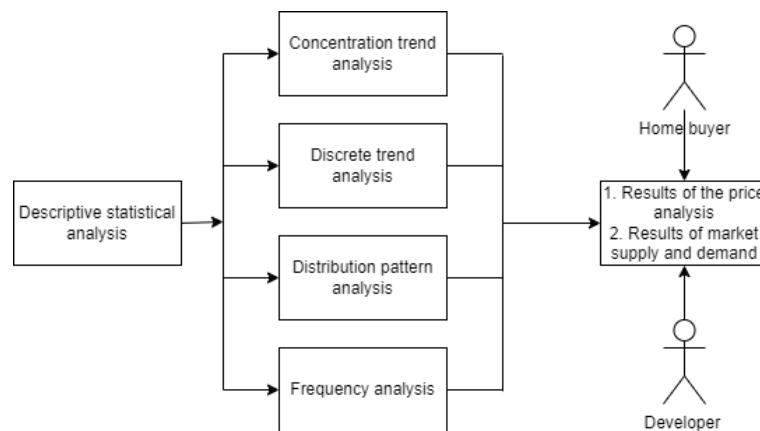 Concentration trend
analysis
Home buyer
Discrete trend
analysis
Descriptive statistical
analysis
1. Results of the price
analysis
2. Results of market
supply and demand
Distribution pattern
analysis
Frequency analysis
Developer